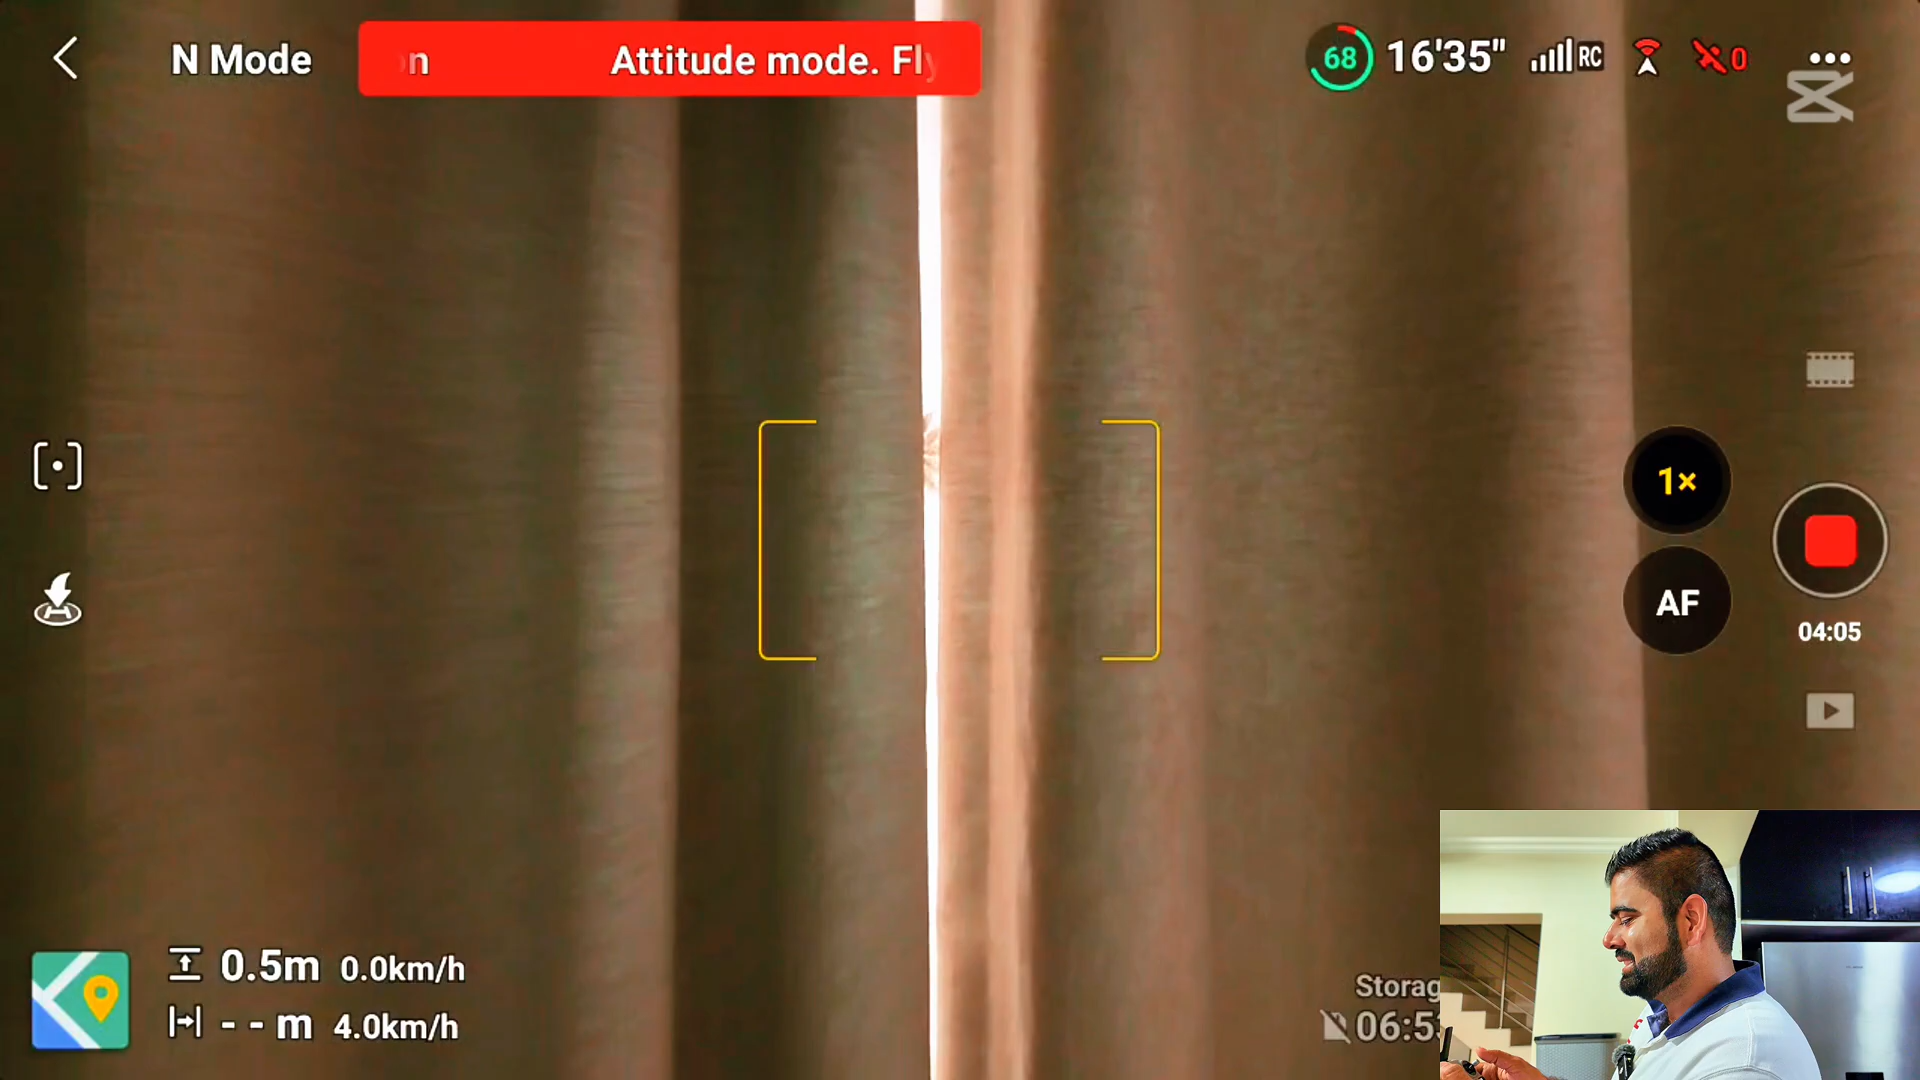 N Mode
n Attitude mode. Fly
68 16'35" RC 0
1×
AF
04:05
0.5m 0.0km/h
- - m 4.0km/h
Storag
06:5